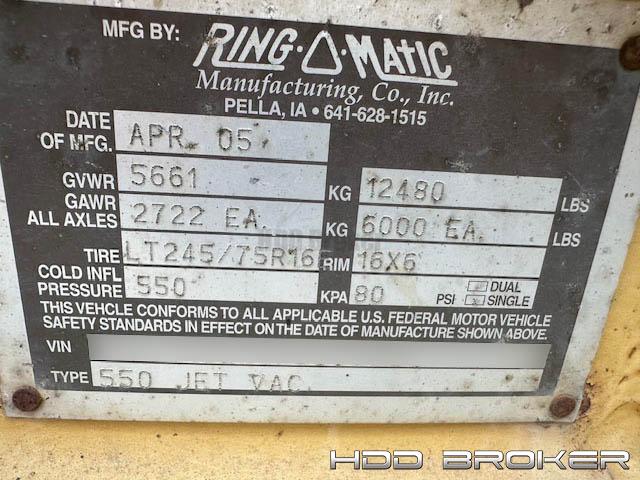 MFG BY: RING-O-MATIC
Manufacturing, Co., Inc.
PELLA, IA • 641-628-1515
DATE OF MFG. APR. 05
GVWR 5661 KG 12480 LBS
GAWR ALL AXLES 2722 EA. KG 6000 EA. LBS
TIRE LT245/75R16E RIM 16X6
COLD INFL PRESSURE 550 KPA 80 PSI DUAL SINGLE
THIS VEHICLE CONFORMS TO ALL APPLICABLE U.S. FEDERAL MOTOR VEHICLE
SAFETY STANDARDS IN EFFECT ON THE DATE OF MANUFACTURE SHOWN ABOVE.
VIN
TYPE 550 JET VAC.
HDD BROKER